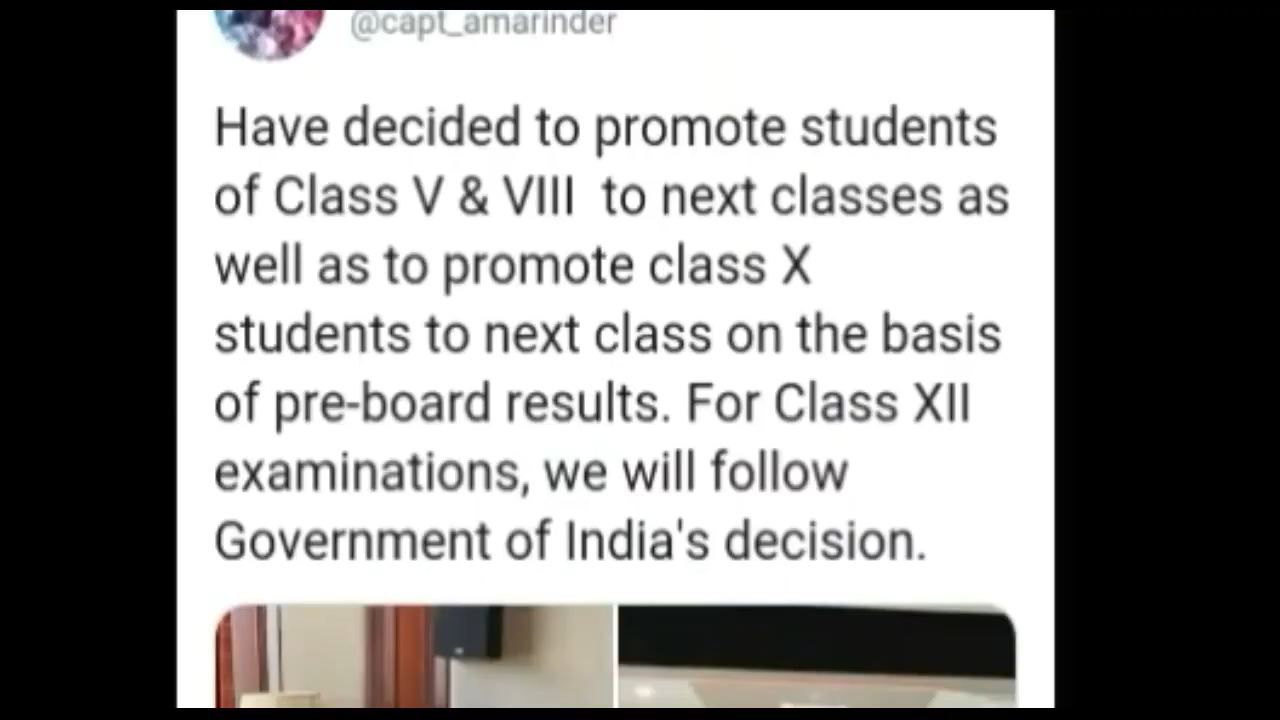 @capt_amarinder
Have decided to promote students
of Class V & VIII to next classes as
well as to promote class X
students to next class on the basis
of pre-board results. For Class XII
examinations, we will follow
Government of India's decision.